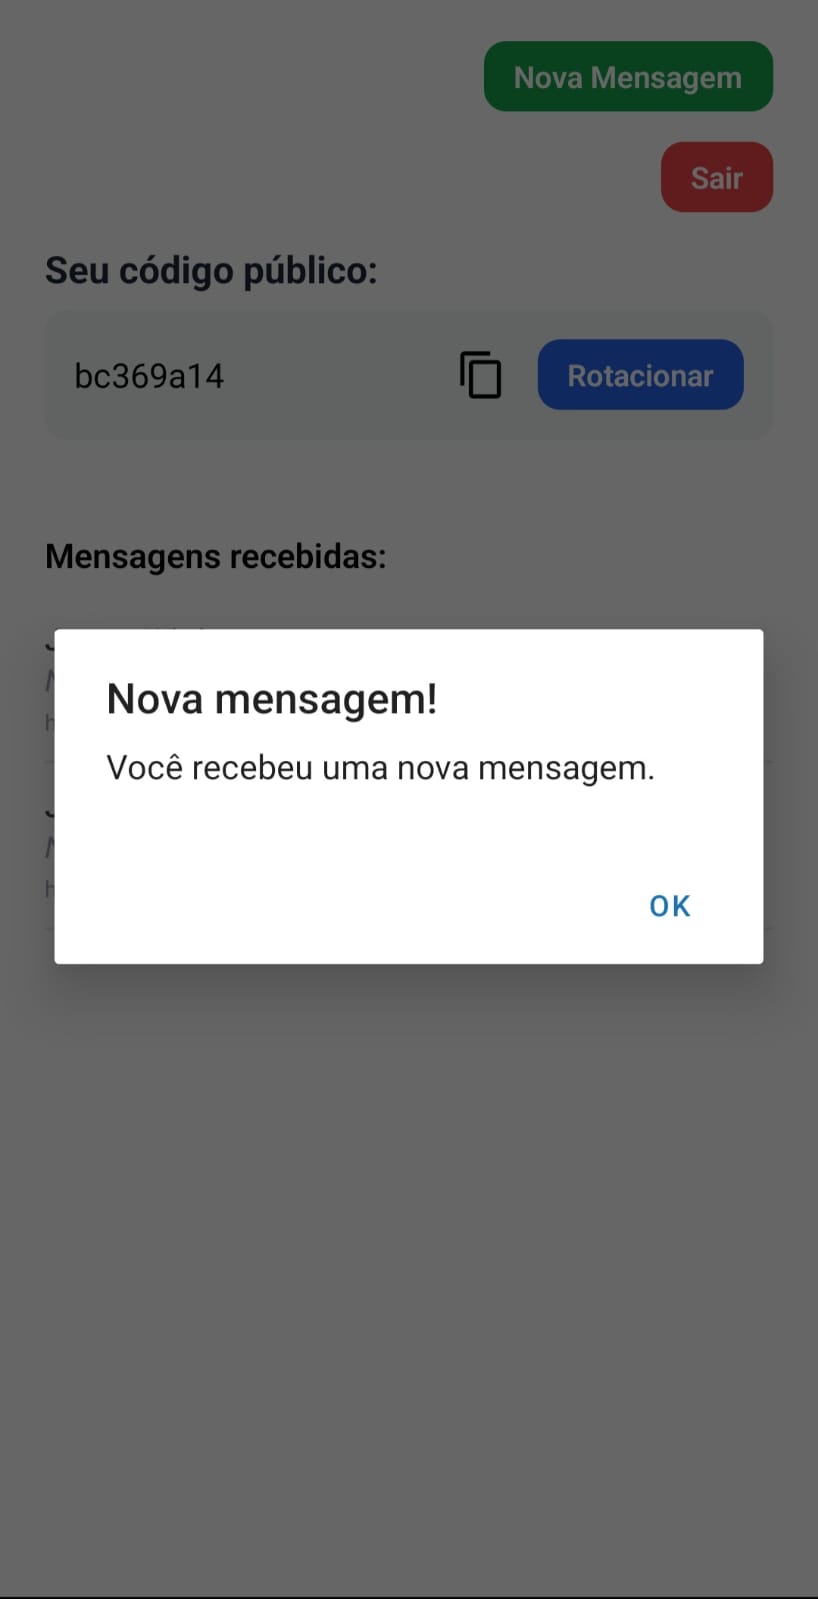 Nova Mensagem
Sair
Seu código público:
bc369a14
Rotacionar
Mensagens recebidas:
Nova mensagem!
Você recebeu uma nova mensagem.
OK